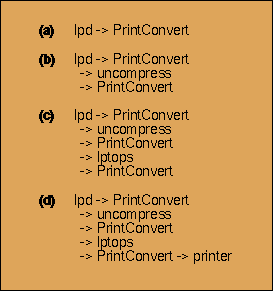 (a) lpd -> PrintConvert
(b) lpd -> PrintConvert
-> uncompress
-> PrintConvert
(c) lpd -> PrintConvert
-> uncompress
-> PrintConvert
-> lptops
-> PrintConvert
(d) lpd -> PrintConvert
-> uncompress
-> PrintConvert
-> lptops
-> PrintConvert -> printer